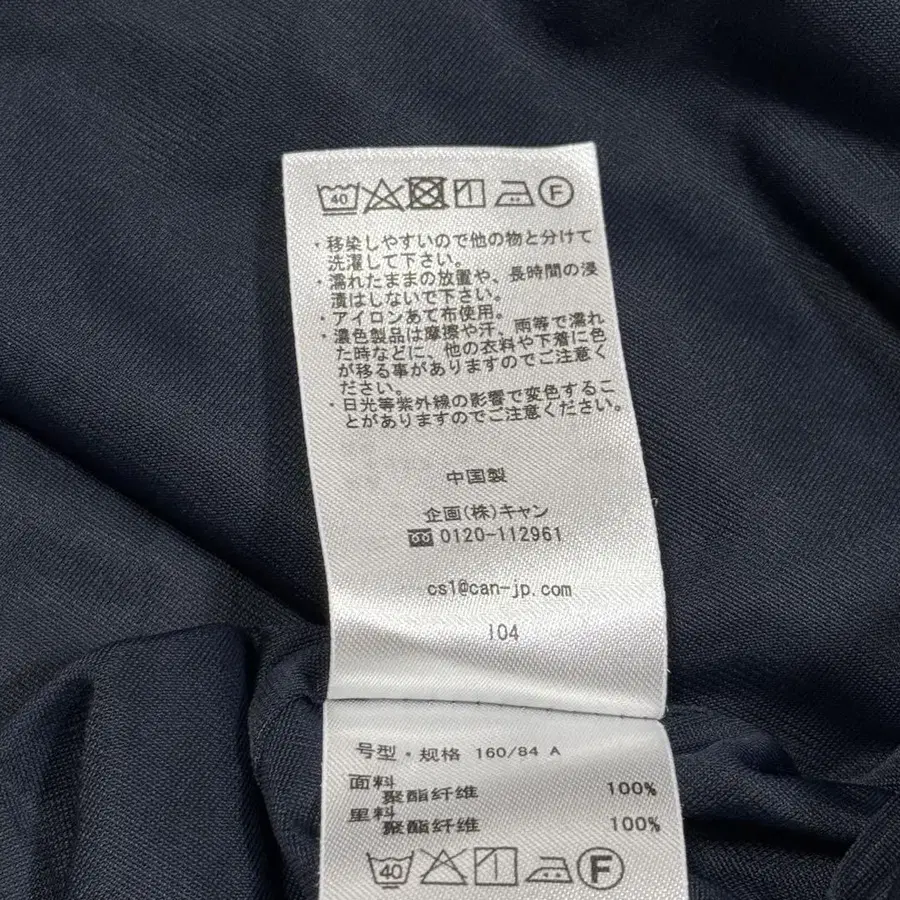 40 F
・移染しやすいので他の物と分けて
洗濯して下さい。
・濡れたままの放置や、長時間の浸
漬はしないで下さい。
・アイロンあて布使用。
・濃色製品は摩擦や汗、雨等で濡れ
た時などに、他の衣料や下着に色
が移る事がありますのでご注意く
ださい。
・日光等紫外線の影響で変色するこ
とがありますのでご注意ください。
中国製
企画(株)キャン
0120-112961
cs1@can-jp.com
104
号型・规格 160/84 A
面料
聚酯纤维 100%
里料
聚酯纤维 100%
40 F